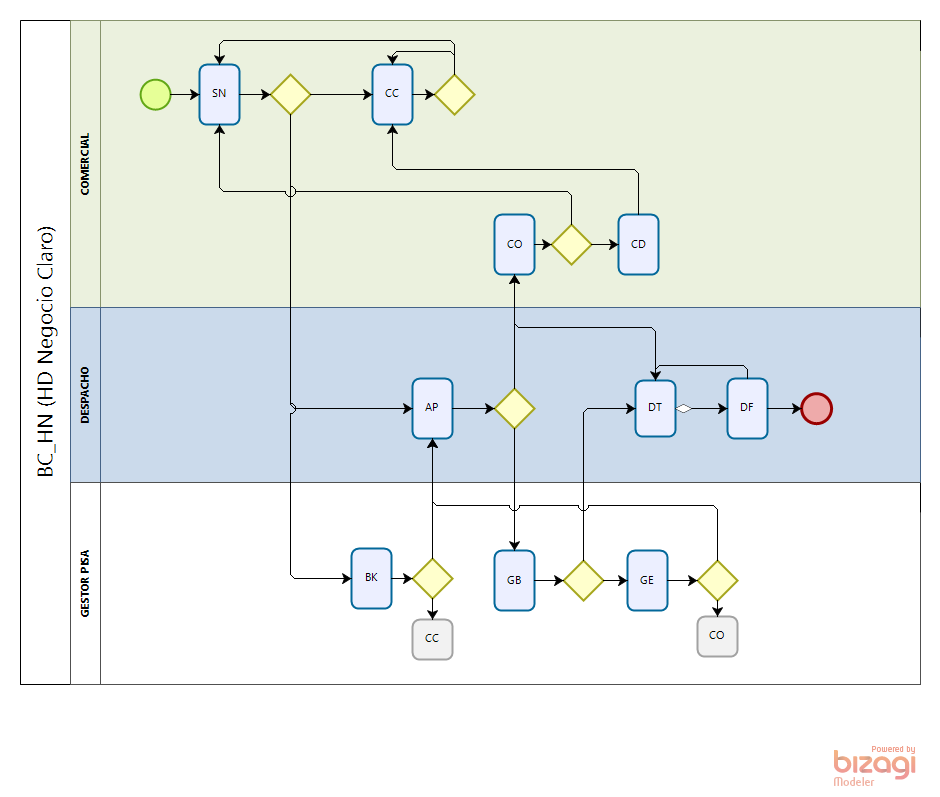 BC_HN (HD Negocio Claro)
COMERCIAL
SN
CC
CO
CD
DESPACHO
AP
DT
DF
GESTOR PISA
BK
GB
GE
CC
CO
Powered by
bizagi
Modeler